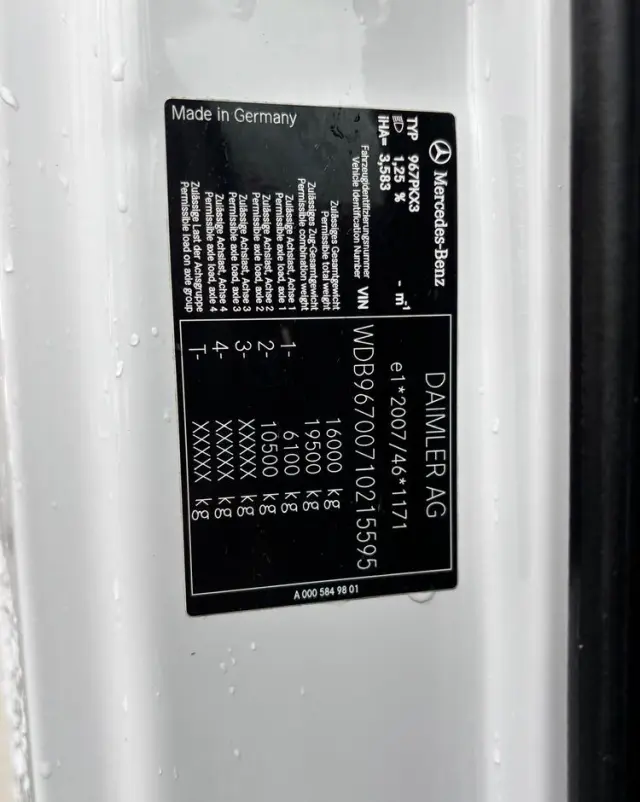 Mercedes-Benz
TYP 967PKX3
1,25 % - m-1
iHA= 3,583
Fahrzeugidentifizierungsnummer
Vehicle Identification Number VIN
Zulässiges Gesamtgewicht
Permissible total weight
Zulässiges Zug-Gesamtgewicht
Permissible combination weight
Zulässige Achslast, Achse 1
Permissible axle load, axle 1
Zulässige Achslast, Achse 2
Permissible axle load, axle 2
Zulässige Achslast, Achse 3
Permissible axle load, axle 3
Zulässige Achslast, Achse 4
Permissible axle load, axle 4
Zulässige Last der Achsgruppe
Permissible load on axle group
Made in Germany
DAIMLER AG
e1*2007/46*1171
WDB96700710215595
16000 kg
19500 kg
1- 6100 kg
2- 10500 kg
3- XXXXX kg
4- XXXXX kg
T- XXXXX kg
A 000 584 98 01